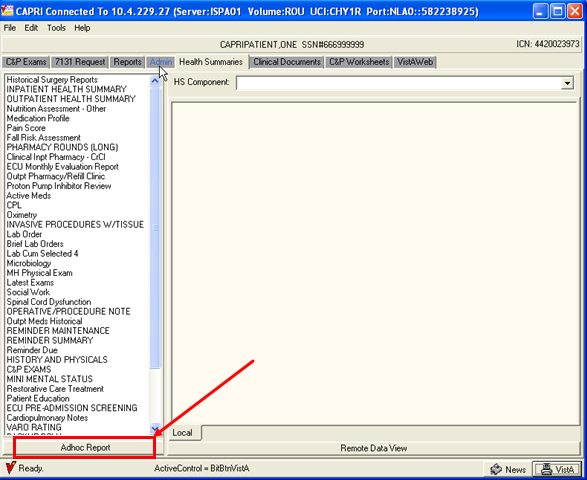 CAPRI Connected To 10.4.229.27 (Server:ISPA01 Volume:ROU UCI:CHY1R Port:NLA0::582238925)
File Edit Tools Help
CAPRIPATIENT,ONE SSN#666999999 ICN: 4420023973
C&P Exams 7131 Request Reports Admin Health Summaries Clinical Documents C&P Worksheets VistAWeb
HS Component:
Historical Surgery Reports
INPATIENT HEALTH SUMMARY
OUTPATIENT HEALTH SUMMARY
Nutrition Assessment - Other
Medication Profile
Pain Score
Fall Risk Assessment
PHARMACY ROUNDS (LONG)
Clinical Inpt Pharmacy - CrCl
ECU Monthly Evaluation Report
Outpt Pharmacy/Refill Clinic
Proton Pump Inhibitor Review
Active Meds
CPL
Oximetry
INVASIVE PROCEDURES W/TISSUE
Lab Order
Brief Lab Orders
Lab Cum Selected 4
Microbiology
MH Physical Exam
Latest Exams
Social Work
Spinal Cord Dysfunction
OPERATIVE/PROCEDURE NOTE
Outpt Meds Historical
REMINDER MAINTENANCE
REMINDER SUMMARY
Reminder Due
HISTORY AND PHYSICALS
C&P EXAMS
MINI MENTAL STATUS
Restorative Care Treatment
Patient Education
ECU PRE-ADMISSION SCREENING
Cardiopulmonary Notes
VARO RATING
Local
Adhoc Report Remote Data View
Ready. ActiveControl = BitBtnVistA News VistA